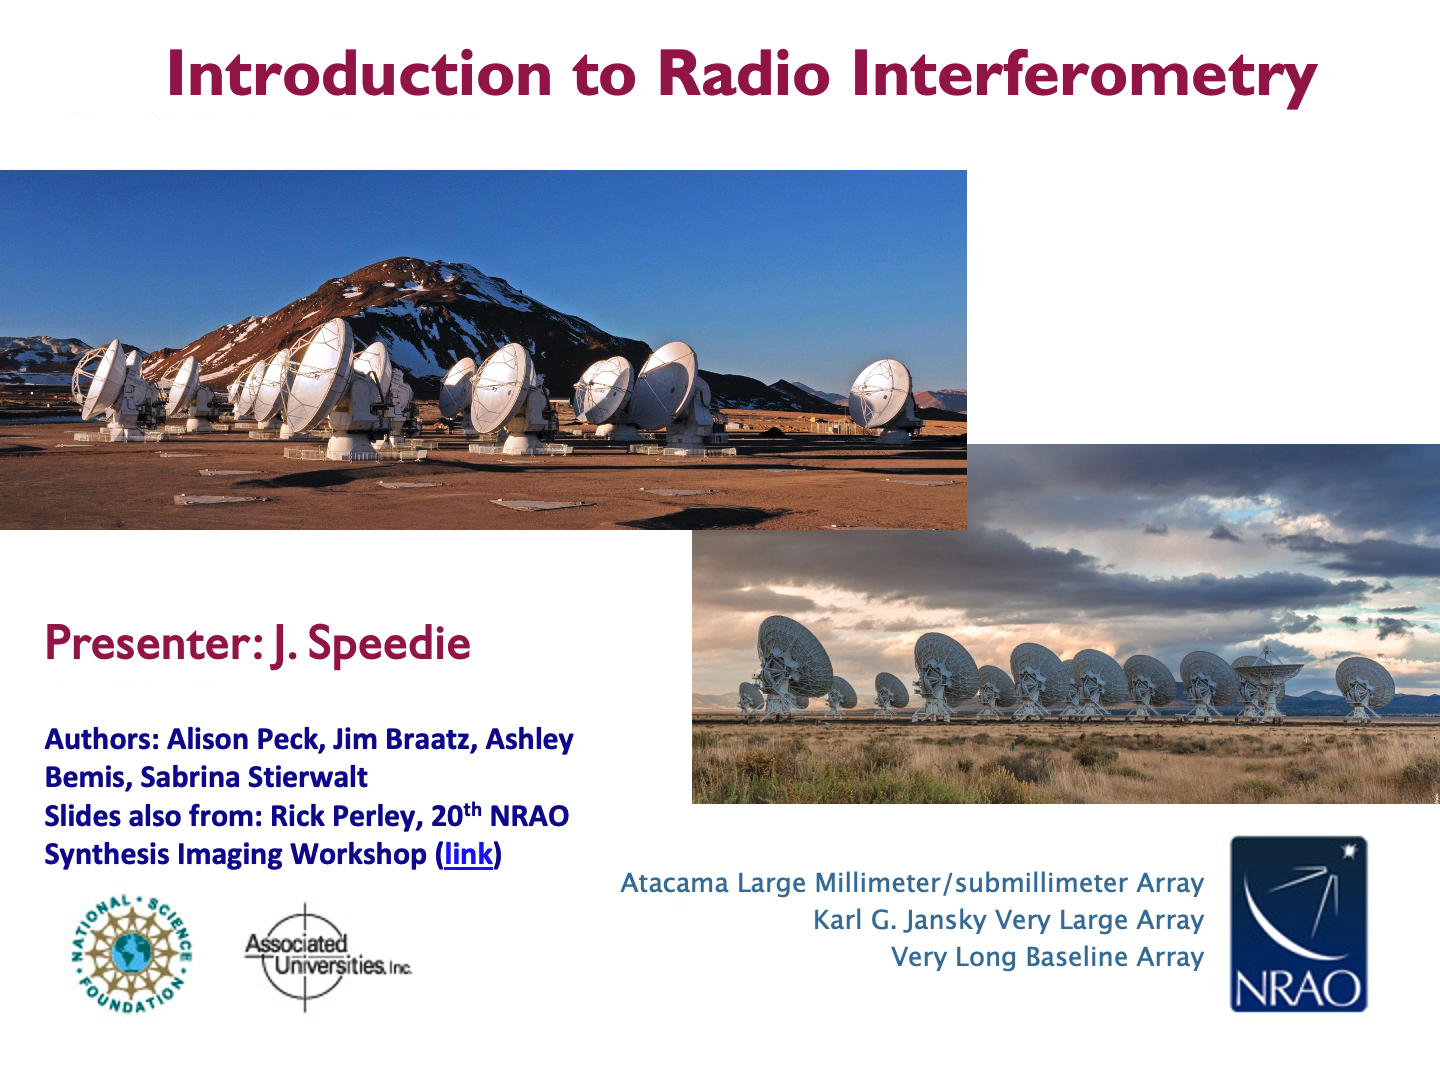 Introduction to Radio Interferometry
Presenter: J. Speedie
Authors: Alison Peck, Jim Braatz, Ashley
Bemis, Sabrina Stierwalt
Slides also from: Rick Perley, 20th NRAO
Synthesis Imaging Workshop (link)
Atacama Large Millimeter/submillimeter Array
Karl G. Jansky Very Large Array
Very Long Baseline Array
NATIONAL SCIENCE FOUNDATION
Associated
Universities, Inc.
NRAO